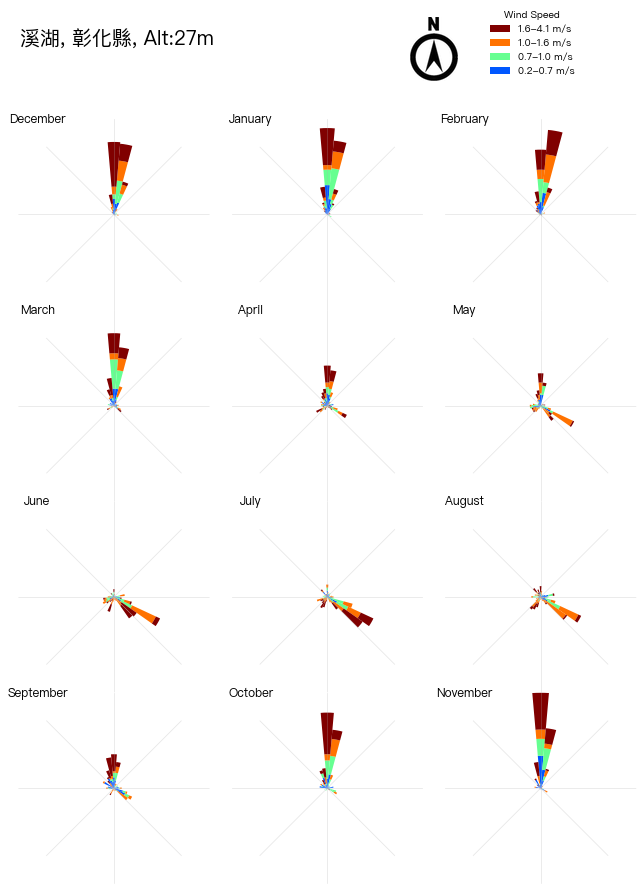 溪湖, 彰化縣, Alt:27m
N
Wind Speed
1.6–4.1 m/s
1.0–1.6 m/s
0.7–1.0 m/s
0.2–0.7 m/s
December
January
February
March
April
May
June
July
August
September
October
November